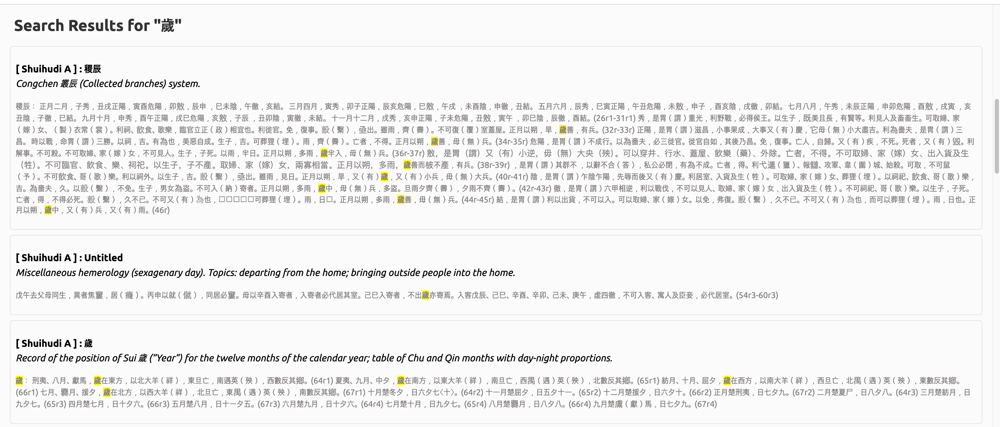 Search Results for "歲"
[ Shuihudi A ] : 稷辰
Congchen 叢辰 (Collected branches) system.
稷辰： 正月二月，子秀，丑戌正陽，寅酉危陽，卯敫，辰申 ，巳未陰，午徹，亥結。 三月四月，寅秀，卯子正陽，辰亥危陽，巳敫，午戌 ，未酉陰，申徹，丑結。 五月六月，辰秀，巳寅正陽，午丑危陽，未敫，申子 ，酉亥陰，戌徹，卯結。 七月八月，午秀，未辰正陽，申卯危陽，酉敫，戌寅 ，亥
丑陰，子徹，巳結。 九月十月，申秀，酉午正陽，戌巳危陽，亥敫，子辰 ，丑卯陰，寅徹，未結。 十一月十二月，戌秀，亥申正陽，子未危陽，丑敫，寅午 ，卯巳陰，辰徹，酉結。(26r1-31r1) 秀，是胃（謂）重光，利野戰，必得侯王。以生子，既美且長，有賢等。利見人及畜畜生。可取婦、家
（嫁）女、（製）衣常（裳）。利祠、飲食、歌樂，臨官立正（政）相宜也。利徙官。免，復事。毄（繫），亟出。雖雨，齊（霽）。不可復（覆）室蓋屋。正月以朔，旱，歲善，有兵。(32r-33r) 正陽，是胃（謂）滋昌，小事果成，大事又（有）慶，它毋（無）小大盡吉。利為嗇夫，是胃（謂）三
昌。 時以戰，命胃（謂）三勝。以祠，吉。有為也，美惡自成。生子，吉。可葬貍（埋）。雨，齊（霽）。亡者，不得。正月以朔，歲善，毋（無）兵。(34r-35r) 危陽，是胃（謂）不成行。以為嗇夫，必三徙官。徙官自如，其後乃昌。免，復事。亡人，自歸。又（有）疾，不死。死者，又（有）毀。利
解事。不可殺。不可取婦、家（嫁）女，不可見人。生子，子死。以雨，半日。正月以朔，多雨，歲半入，毋（無）兵。(36r-37r) 敫，是胃（謂）又（有）小逆，毋（無）大央（殃）。可以穿井、行水、蓋屋、飲樂（藥）、外除。亡者，不得。不可取婦、家（嫁）女、出入貨及生
（牲）。不可臨官、飲食、樂、祠祀。以生子，子不產。取婦、家（嫁）女，兩寡相當。正月以朔，多雨，歲善而柀不產，有兵。(38r-39r) ，是胃（謂）其群不，以辭不合（答），私公必閉，有為不成。亡者，得。利弋邋（獵）、報讎、攻軍、韋（圍）城、始殺。可取，不可鼠
（予）。不可飲食、哥（歌）樂。利以祠外。以生子，吉。毄（繫），亟出。雖雨，見日。正月以朔，旱，又（有）歲，又（有）小兵，毋（無）大兵。(40r-41r) 陰，是胃（謂）乍陰乍陽，先辱而後又（有）慶。利居室、入貨及生（牲）。可取婦、家（嫁）女、葬貍（埋）。以祠祀、飲食、哥（歌）樂，
吉。為嗇夫，久。以毄（繫），不免。生子，男女為盜。不可入（納）寄者。正月以朔，多雨，歲中，毋（無）兵，多盜。旦雨夕齊（霽），夕雨不齊（霽）。(42r-43r) 徹，是胃（謂）六甲相逆，利以戰伐，不可以見人、取婦、家（嫁）女，出入貨及生（牲）。不可祠祀、哥（歌）樂。以生子，子死。
亡者，得，不得必死。毄（繫），久不已。不可又（有）為也，□□□□□可葬貍（埋）。雨，日□。正月以朔，多雨，歲善，毋（無）兵。(44r-45r) 結，是胃（謂）利以出貨，不可以入。可以取婦、家（嫁）女。以免，弗復。毄（繫），久不已。不可又（有）為也，而可以葬貍（埋）。雨，日也。正
月以朔，歲中，又（有）兵，又（有）雨。(46r)
[ Shuihudi A ] : Untitled
Miscellaneous hemerology (sexagenary day). Topics: departing from the home; bringing outside people into the home.
戊午去父母同生，異者焦寠，居（癃）。丙申以就（僦），同居必寠。毋以辛酉入寄者，入寄者必代居其室。己巳入寄者，不出歲亦寄焉。入客戊辰、己巳、辛酉、辛卯、己未、庚午，虛四徹，不可入客、寓人及臣妾，必代居室。(54r3-60r3)
[ Shuihudi A ] : 歲
Record of the position of Sui 歲 (“Year”) for the twelve months of the calendar year; table of Chu and Qin months with day-night proportions.
歲： 刑夷、八月、獻馬，歲在東方，以北大羊（祥），東旦亡，南遇英（殃），西數反其鄉。(64r1) 夏夷、九月、中夕，歲在南方，以東大羊（祥），南旦亡，西禺（遇）英（殃），北數反其鄉。(65r1) 紡月、十月、屈夕，歲在西方，以南大羊（祥），西旦亡，北禺（遇）英（殃），東數反其鄉。
(66r1) 七月、爨月、援夕，歲在北方，以西大羊（祥），北旦亡，東禺（遇）英（殃），南數反其鄉。(67r1) 十月楚冬夕，日六夕七〈十〉。(64r2) 十一月楚屈夕，日五夕十一。(65r2) 十二月楚援夕，日六夕十。(66r2) 正月楚刑夷，日七夕九。(67r2) 二月楚夏尸，日八夕八。(64r3) 三月楚紡月，日
九夕七。(65r3) 四月楚七月，日十夕六。(66r3) 五月楚八月，日十一夕五。(67r3) 六月楚九月，日十夕六。(64r4) 七月楚十月，日九夕七。(65r4) 八月楚爨月，日八夕八。(66r4) 九月楚鬳（獻）馬，日七夕九。(67r4)